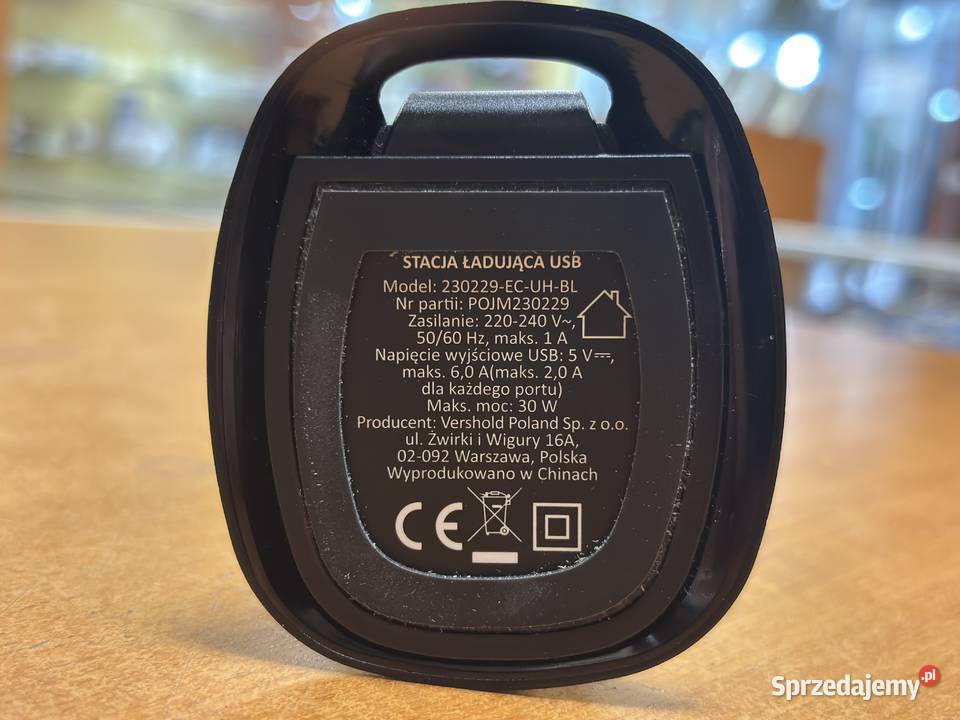 STACJA ŁADUJĄCA USB
Model: 230229-EC-UH-BL
Nr partii: POJM230229
Zasilanie: 220-240 V~,
50/60 Hz, maks. 1 A
Napięcie wyjściowe USB: 5 V⎓,
maks. 6,0 A(maks. 2,0 A
dla każdego portu)
Maks. moc: 30 W
Producent: Vershold Poland Sp. z o.o.
ul. Żwirki i Wigury 16A,
02-092 Warszawa, Polska
Wyprodukowano w Chinach
CE
Sprzedajemy.pl